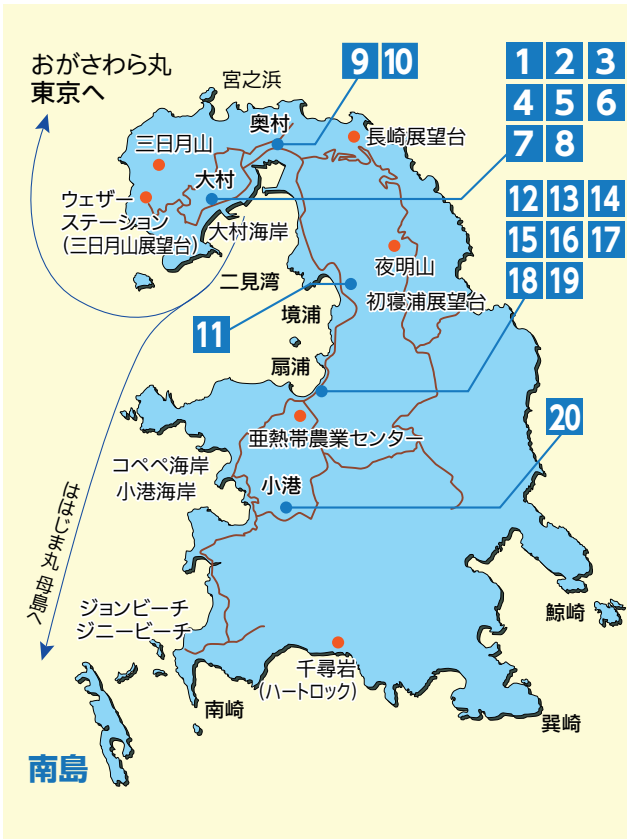 おがさわら丸
東京へ
宮之浜
9 10
1 2 3
4 5 6
7 8
奥村
長崎展望台
三日月山
大村
ウェザー
ステーション
(三日月山展望台)
大村海岸
12 13 14
15 16 17
18 19
夜明山
二見湾
初寝浦展望台
境浦
11
扇浦
20
亜熱帯農業センター
コペペ海岸
小港海岸
小港
ははじま丸 母島へ
ジョンビーチ
ジニービーチ
鯨崎
千尋岩
(ハートロック)
南崎
巽崎
南島